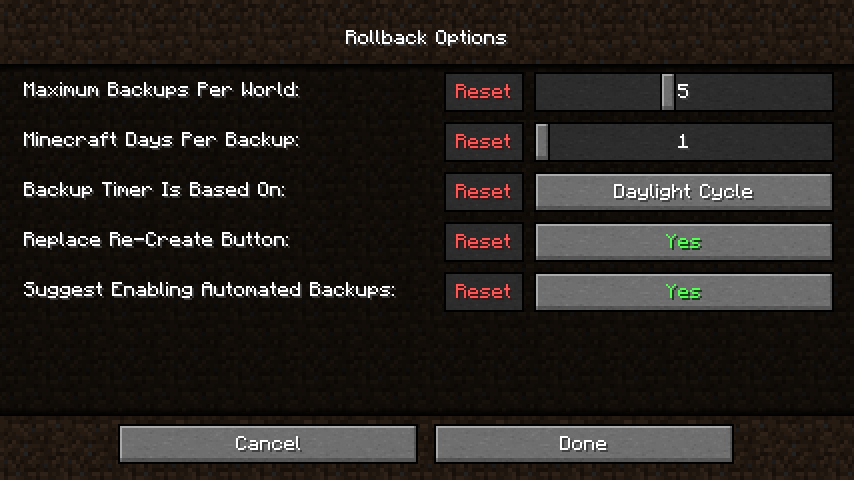 Rollback Options
Maximum Backups Per World: Reset 5
Minecraft Days Per Backup: Reset 1
Backup Timer Is Based On: Reset Daylight Cycle
Replace Re-Create Button: Reset Yes
Suggest Enabling Automated Backups: Reset Yes
Cancel Done